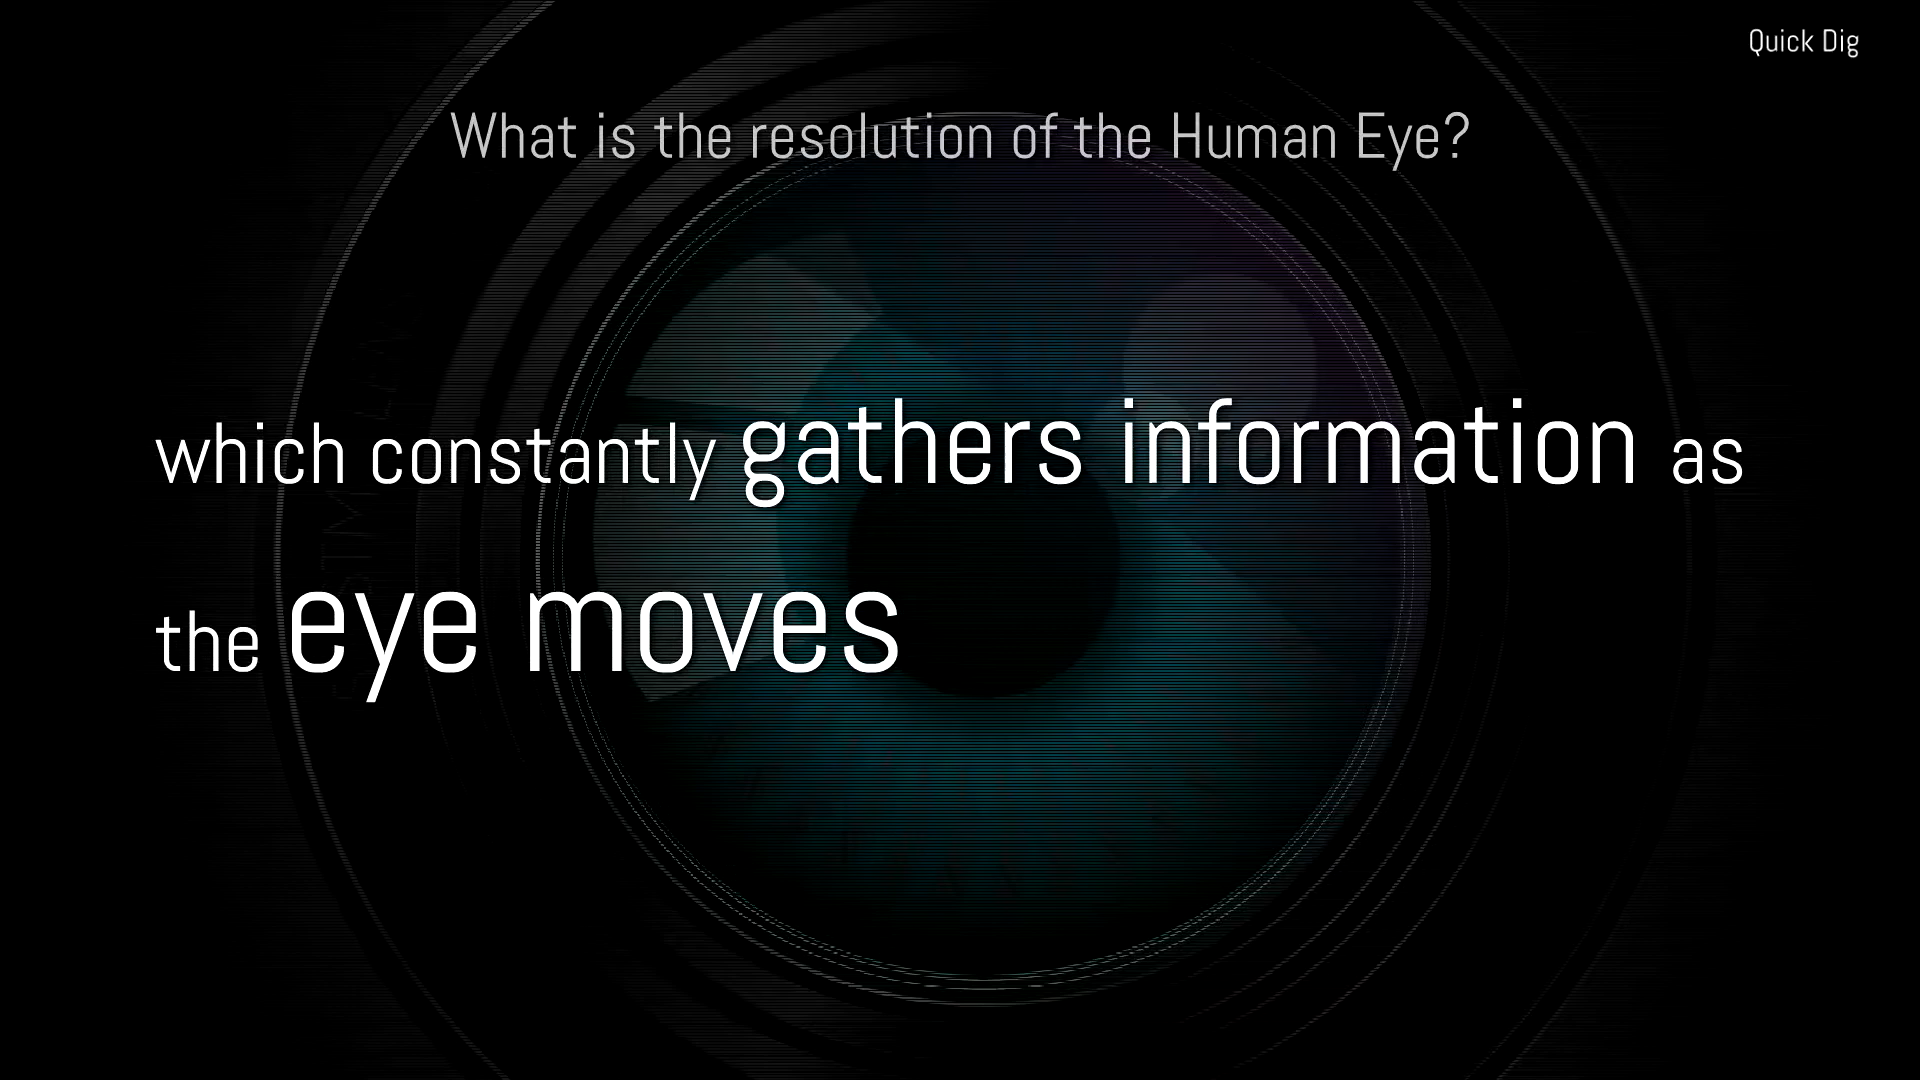 Quick Dig
What is the resolution of the Human Eye?
which constantly gathers information as
the eye moves